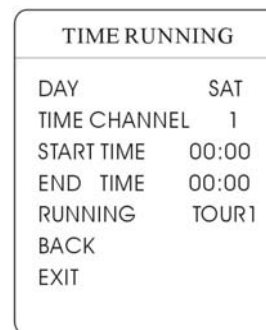 TIME RUNNING
DAY SAT
TIME CHANNEL 1
START TIME 00:00
END TIME 00:00
RUNNING TOUR1
BACK
EXIT